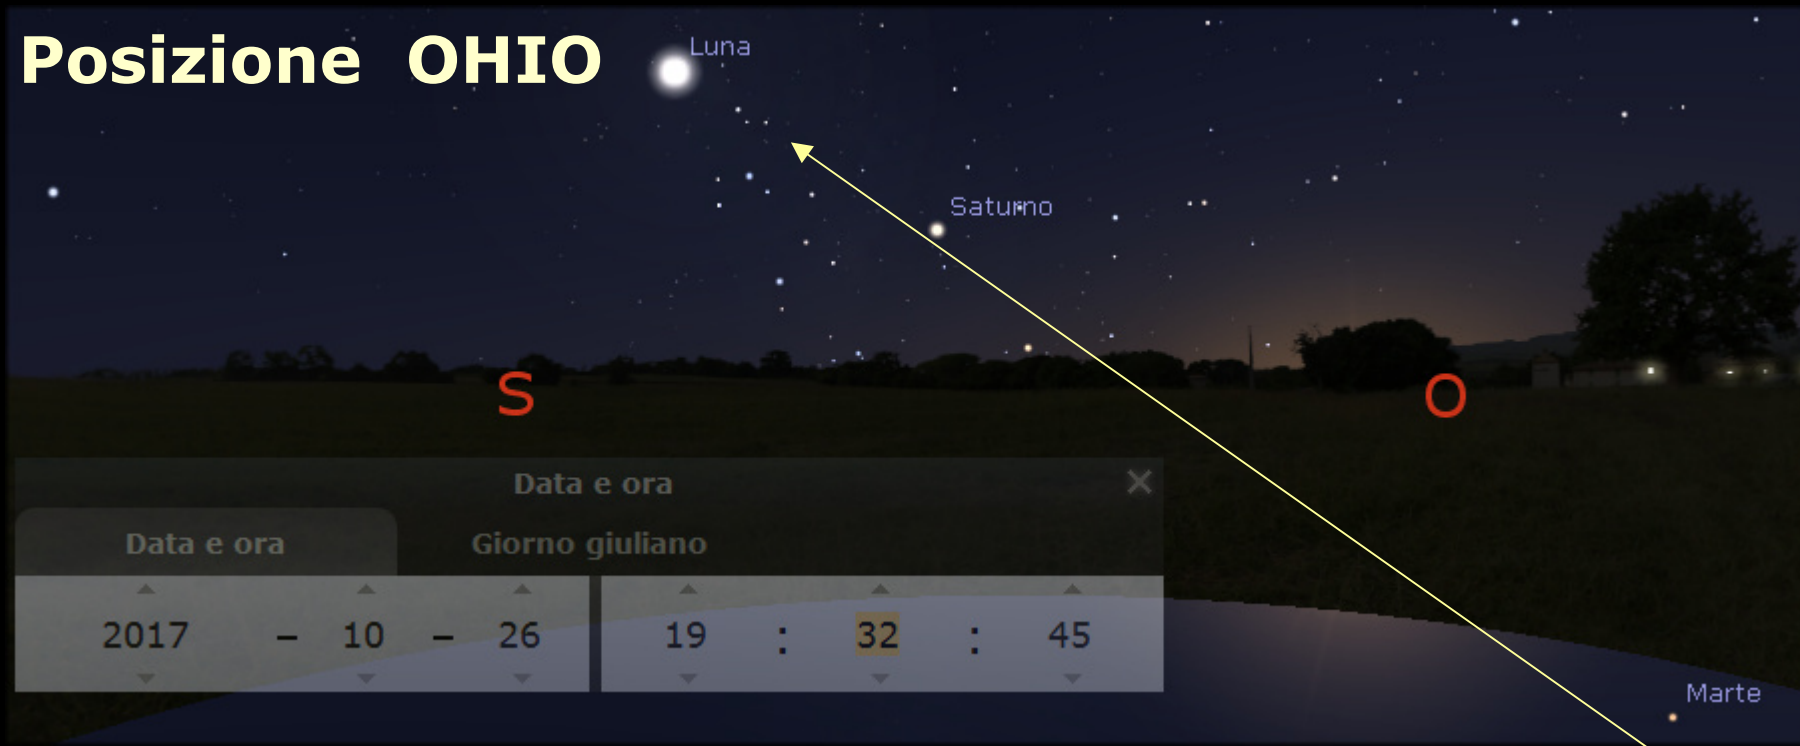 Posizione OHIO
Luna
Saturno
S
O
Data e ora
Data e ora Giorno giuliano
2017 – 10 – 26 19 : 32 : 45
Marte